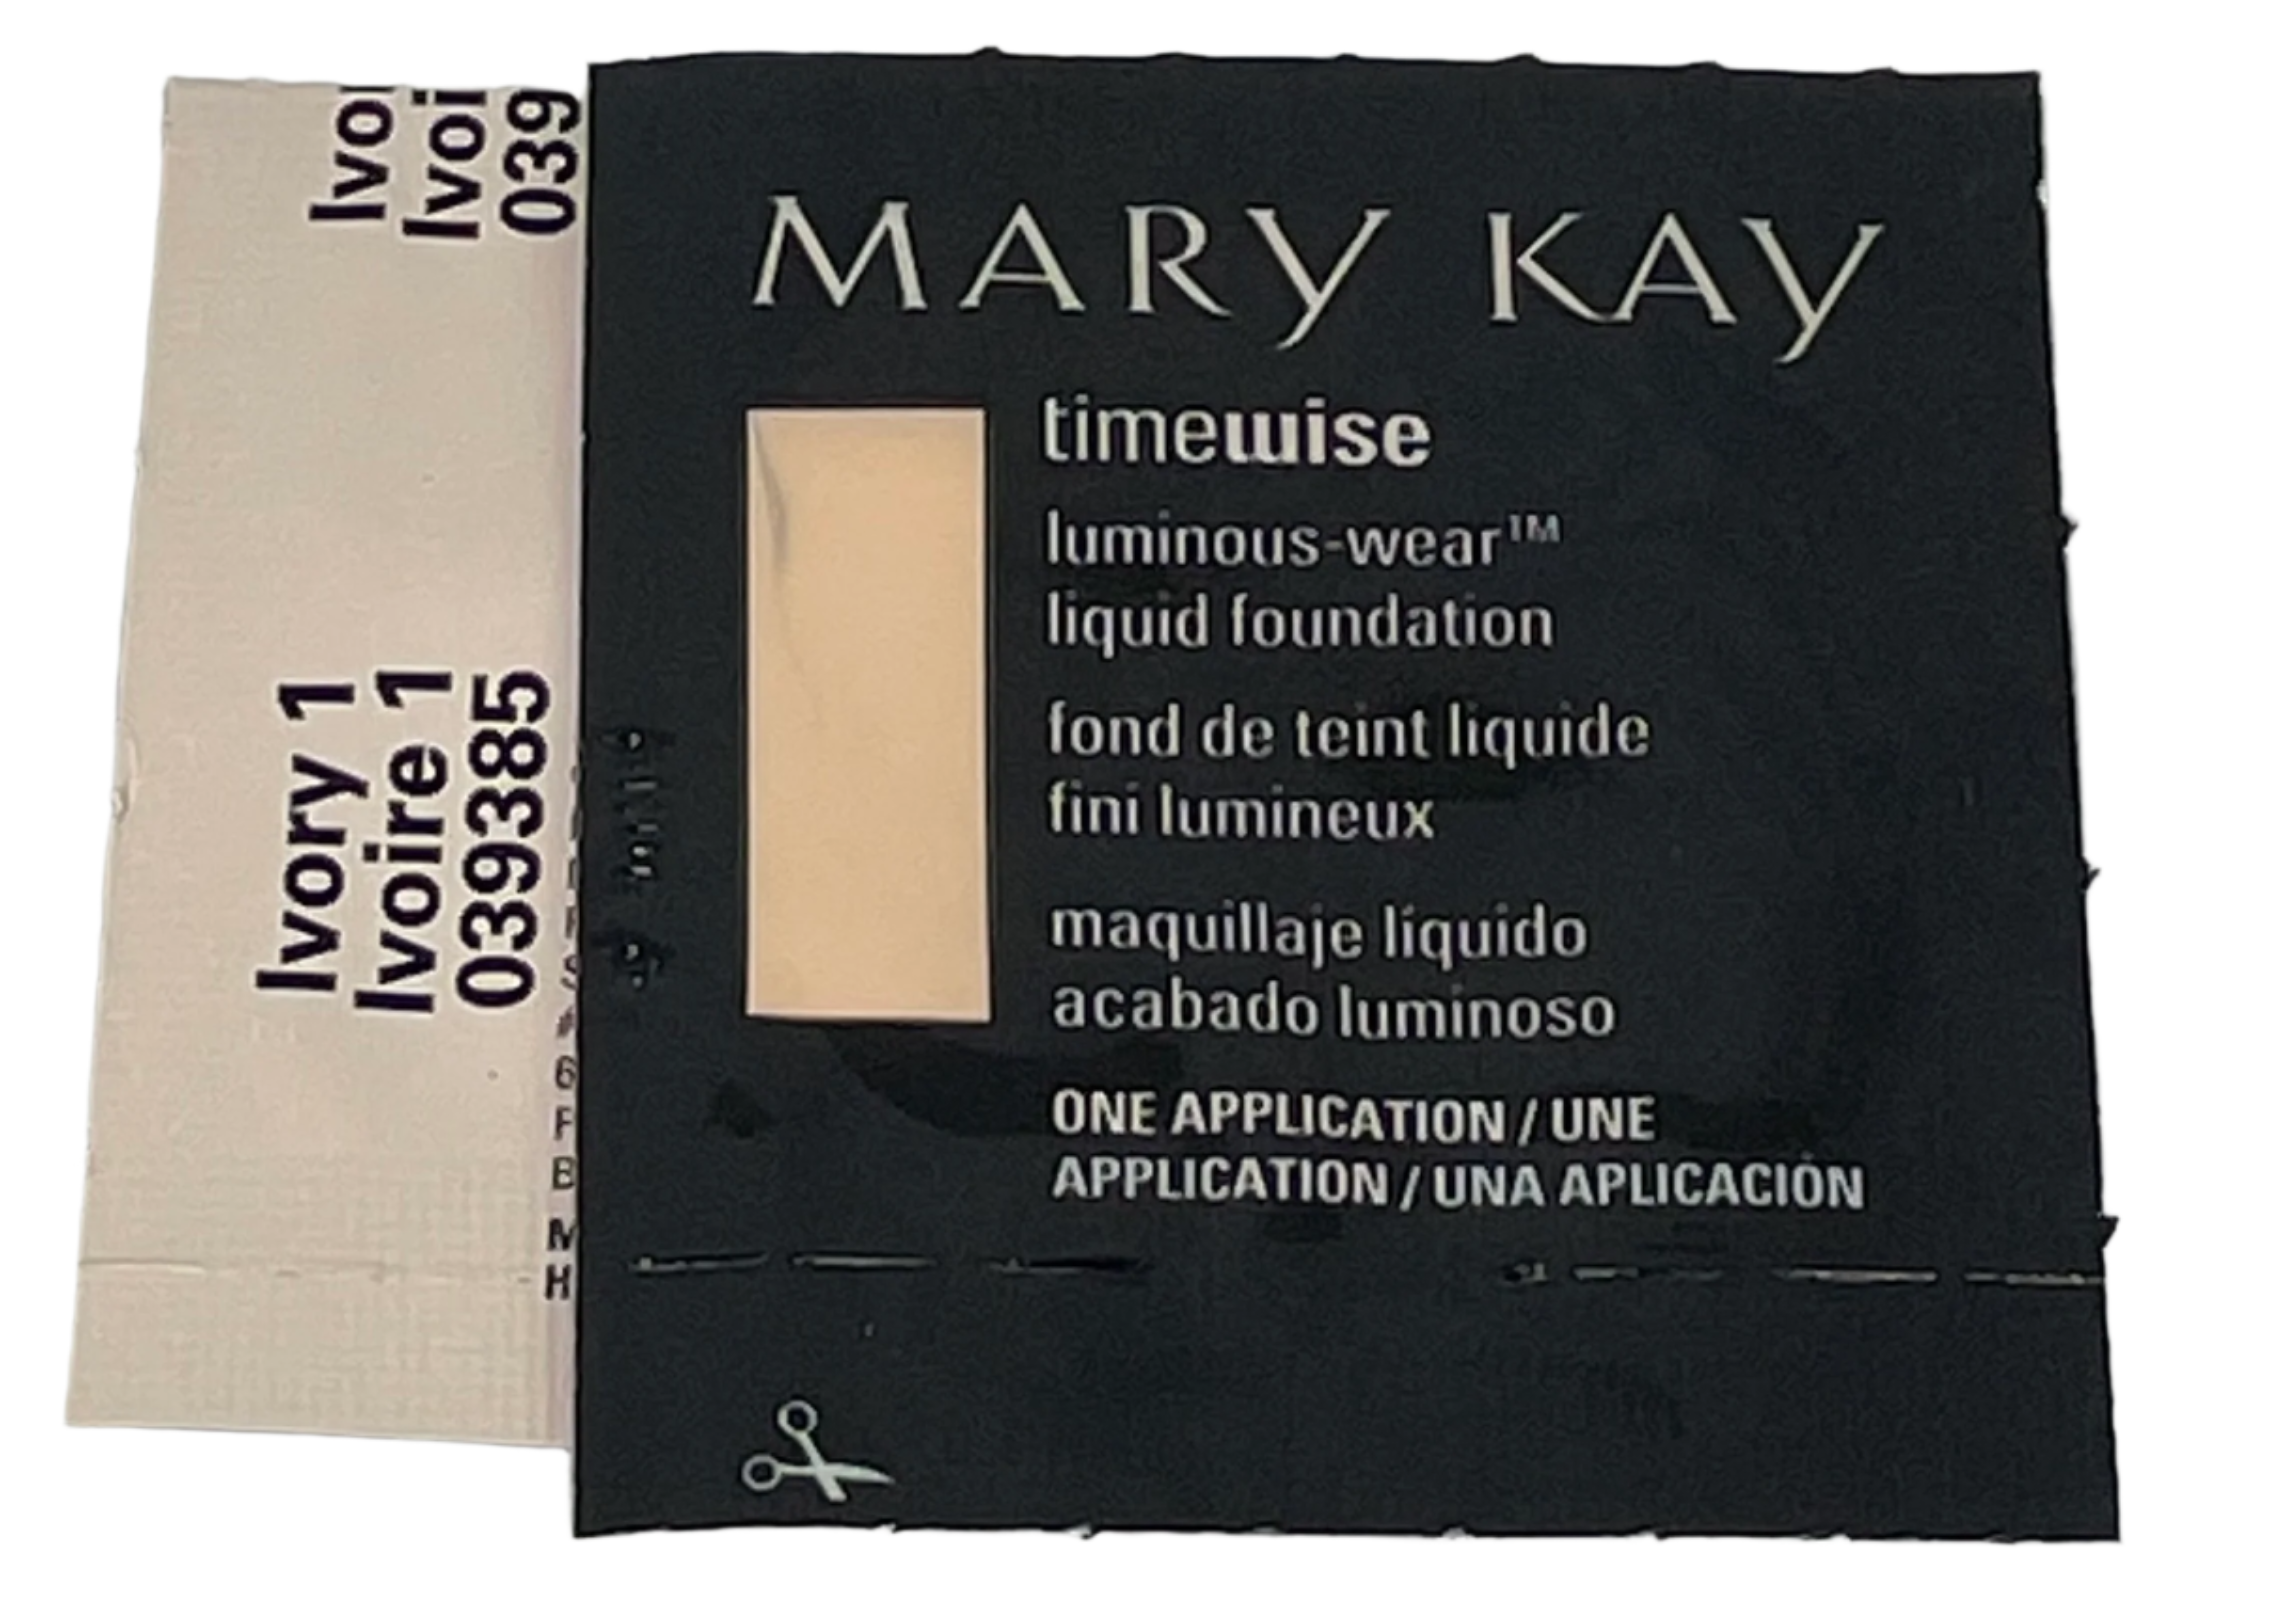 MARY KAY
timewise
luminous-wear™
liquid foundation
fond de teint liquide
fini lumineux
maquillaje líquido
acabado luminoso
ONE APPLICATION / UNE
APPLICATION / UNA APLICACIÓN
Ivory 1
Ivoire 1
039385